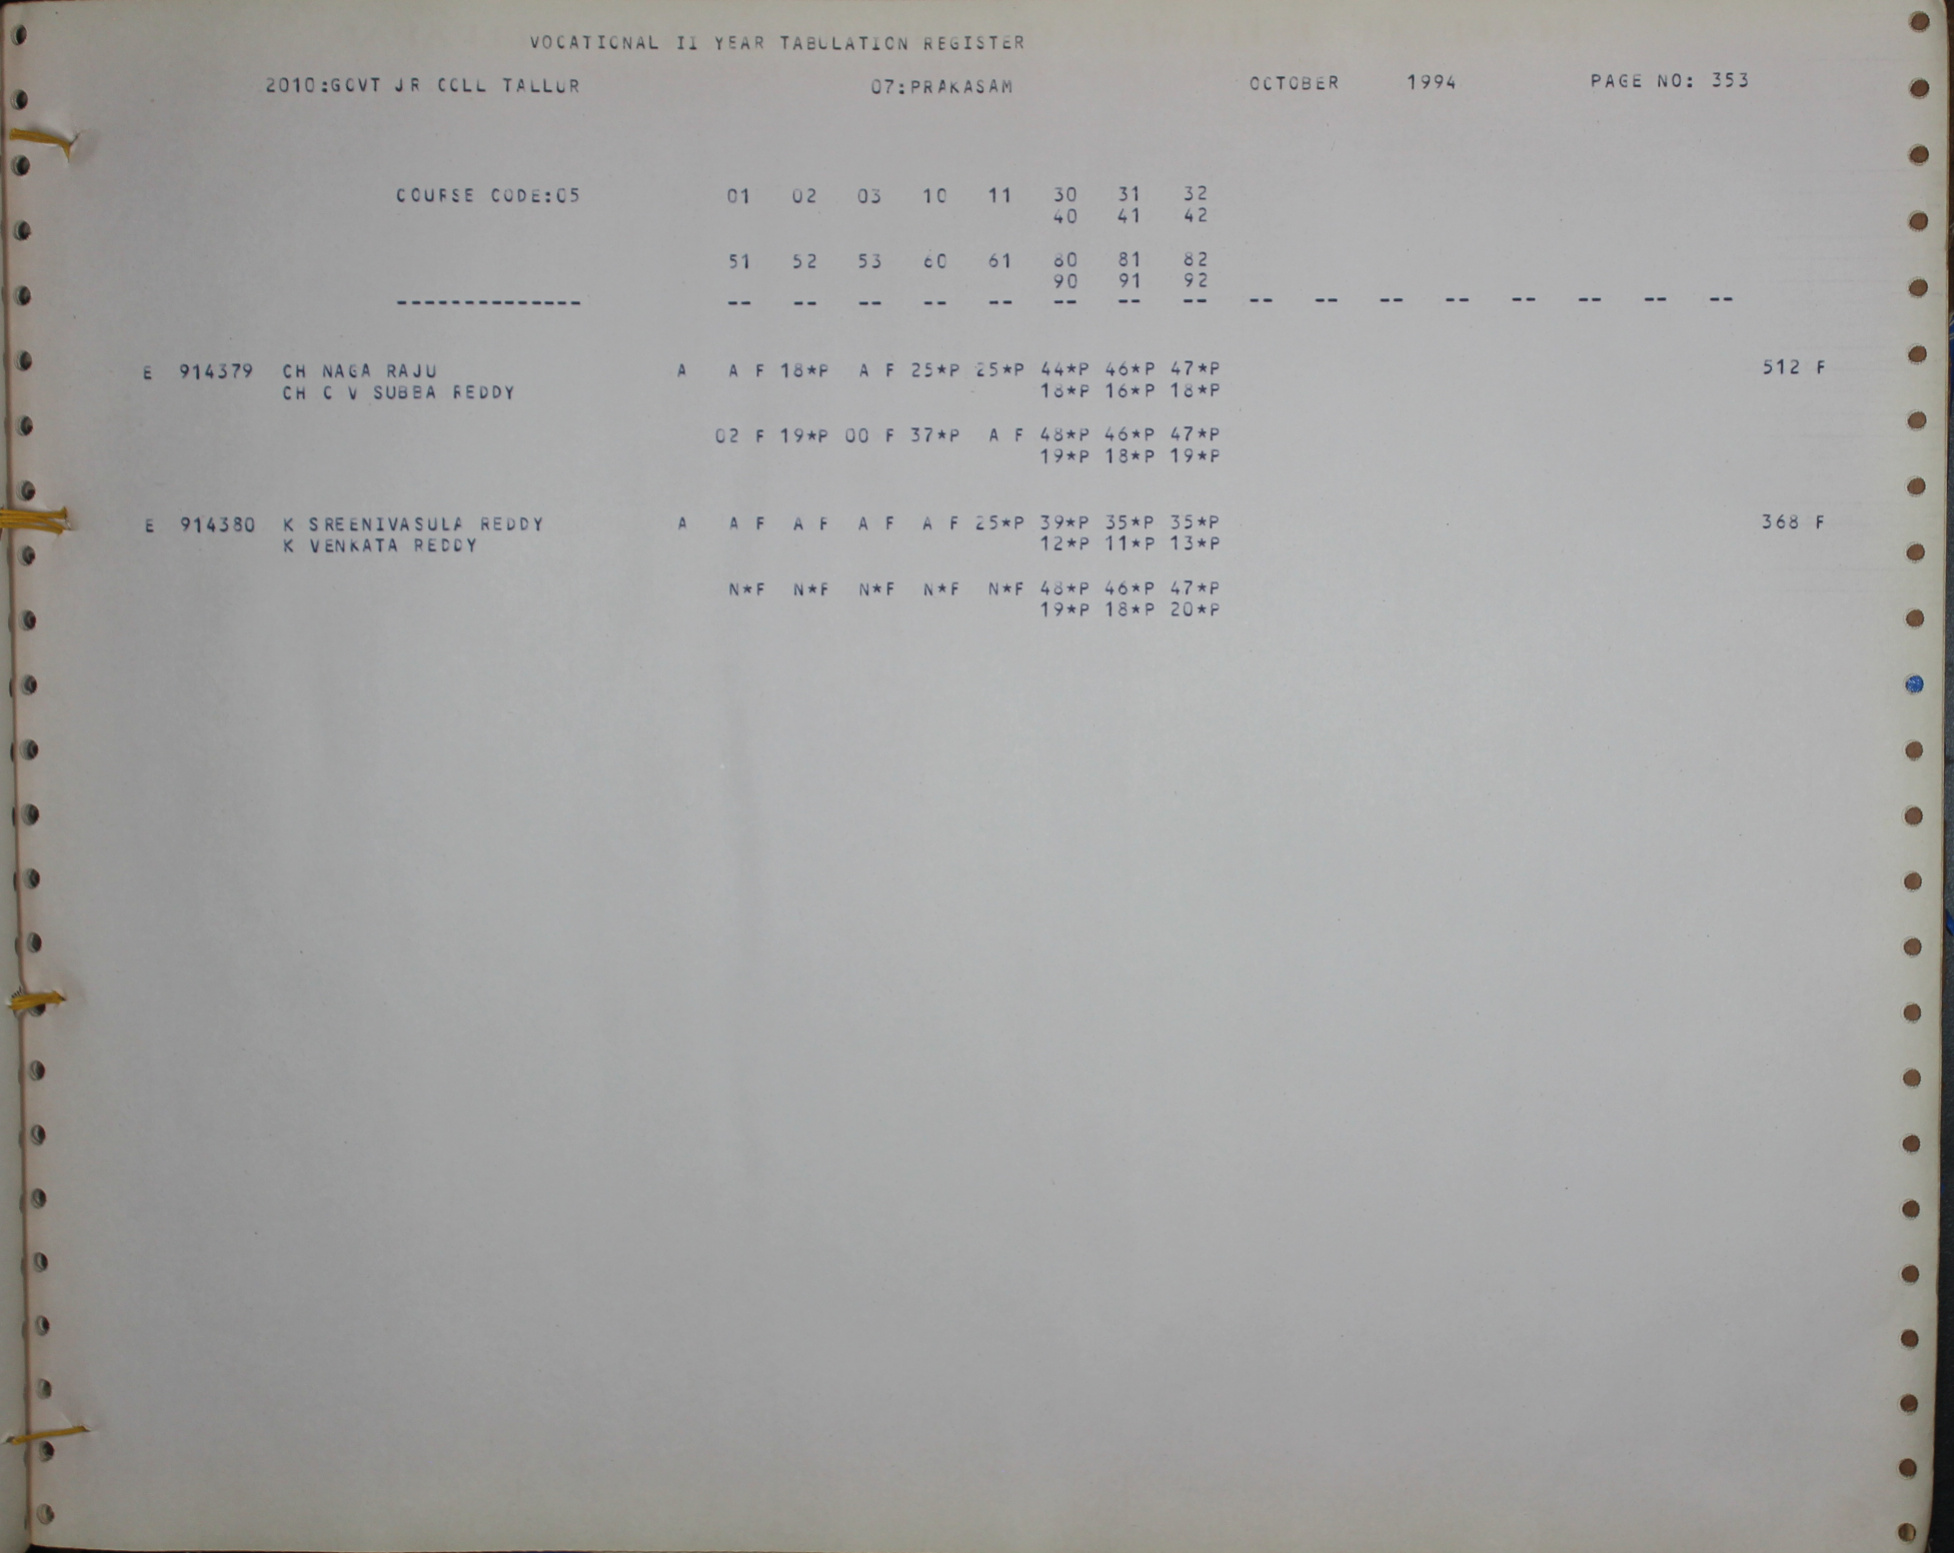 VOCATIONAL II YEAR TABULATION REGISTER
2010:GOVT JR COLL TALLUR 07:PRAKASAM OCTOBER 1994 PAGE NO: 353
COURSE CODE:05 01 02 03 10 11 30 31 32
40 41 42
51 52 53 60 61 80 81 82
90 91 92
-------------- -- -- -- -- -- -- -- -- -- -- -- -- -- -- -- --
E 914379 CH NAGA RAJU A A F 18*P A F 25*P 25*P 44*P 46*P 47*P 512 F
CH C V SUBBA REDDY 18*P 16*P 18*P
02 F 19*P 00 F 37*P A F 48*P 46*P 47*P
19*P 18*P 19*P
E 914380 K SREENIVASULA REDDY A A F A F A F A F 25*P 39*P 35*P 35*P 368 F
K VENKATA REDDY 12*P 11*P 13*P
N*F N*F N*F N*F N*F 48*P 46*P 47*P
19*P 18*P 20*P